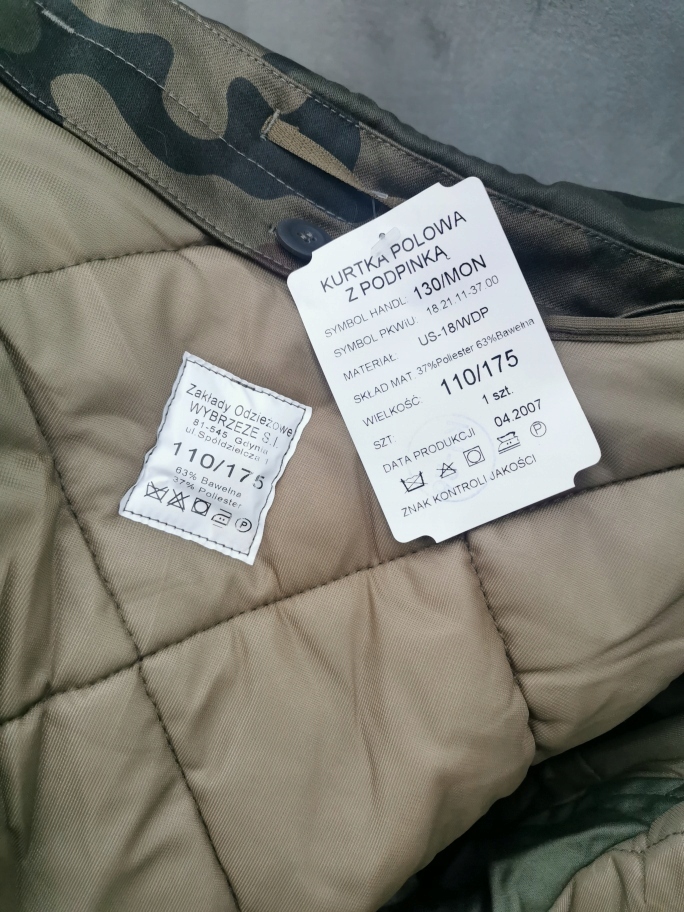 KURTKA POLOWA
Z PODPINKĄ
SYMBOL HANDL: 130/MON
SYMBOL PKWIU: 18 21.11-37.00
MATERIAŁ: US-18/WDP
SKŁAD MAT. 37%Poliester 63%Bawełna
WIELKOŚĆ: 110/175
SZT: 1 szt.
DATA PRODUKCJI 04.2007
P
ZNAK KONTROLI JAKOŚCI
Zakłady Odzieżowe
WYBRZEŻE S.I.
81-545 Gdynia
ul Spółdzielcza 1
110/175
63% Bawełna
37% Poliester
P